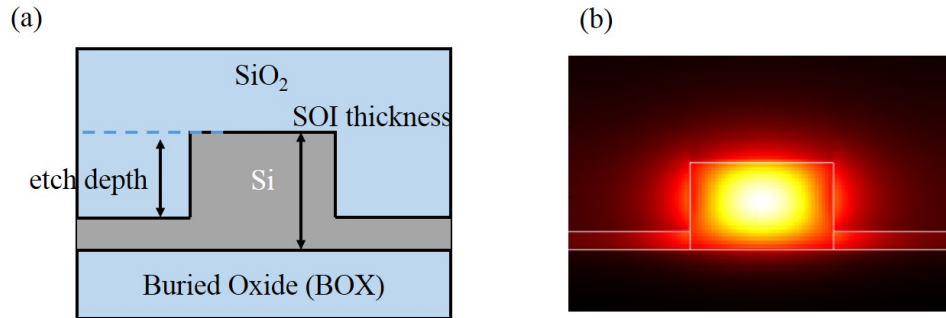 (a)
SiO₂
SOI thickness
etch depth
Si
Buried Oxide (BOX)
(b)